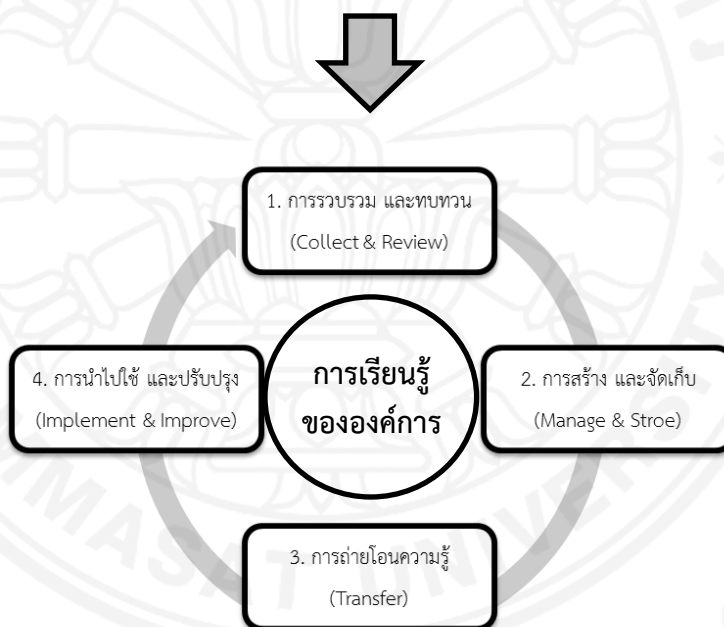 1. การรวบรวม และทบทวน
(Collect & Review)
4. การนำไปใช้ และปรับปรุง
(Implement & Improve)
การเรียนรู้
ขององค์การ
2. การสร้าง และจัดเก็บ
(Manage & Stroe)
3. การถ่ายโอนความรู้
(Transfer)